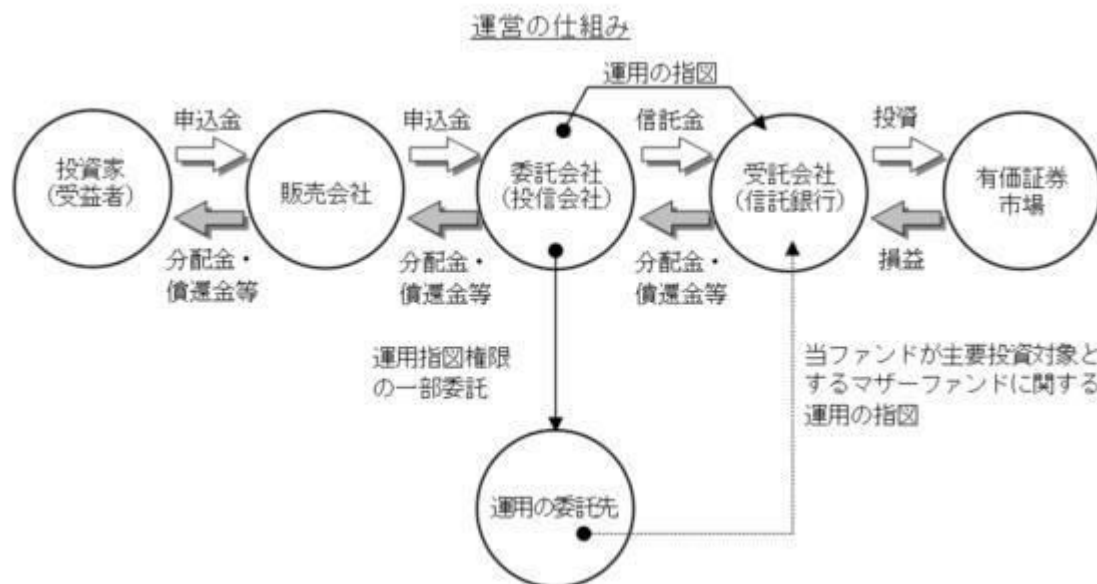 運営の仕組み
運用の指図
申込金
申込金
信託金
投資
投資家
(受益者)
販売会社
委託会社
(投信会社)
受託会社
(信託銀行)
有価証券
市場
分配金・
償還金等
分配金・
償還金等
分配金・
償還金等
損益
運用指図権限
の一部委託
当ファンドが主要投資対象と
するマザーファンドに関する
運用の指図
運用の委託先